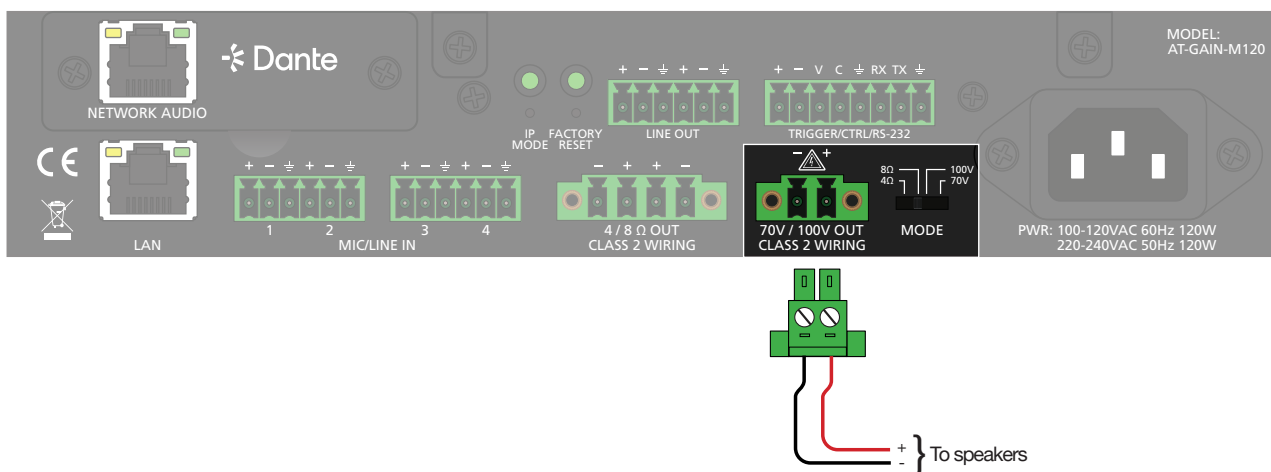 MODEL:
AT-GAIN-M120
Dante
NETWORK AUDIO
+ − ⏚ + − ⏚
LINE OUT
+ − V C ⏚ RX TX ⏚
TRIGGER/CTRL/RS-232
IP
MODE
FACTORY
RESET
CE
LAN
+ − ⏚ + − ⏚
1 2
+ − ⏚ + − ⏚
3 4
MIC/LINE IN
− + + −
4 / 8 Ω OUT
CLASS 2 WIRING
− +
70V / 100V OUT
CLASS 2 WIRING
8Ω 100V
4Ω 70V
MODE
PWR: 100-120VAC 60Hz 120W
220-240VAC 50Hz 120W
+
-
To speakers